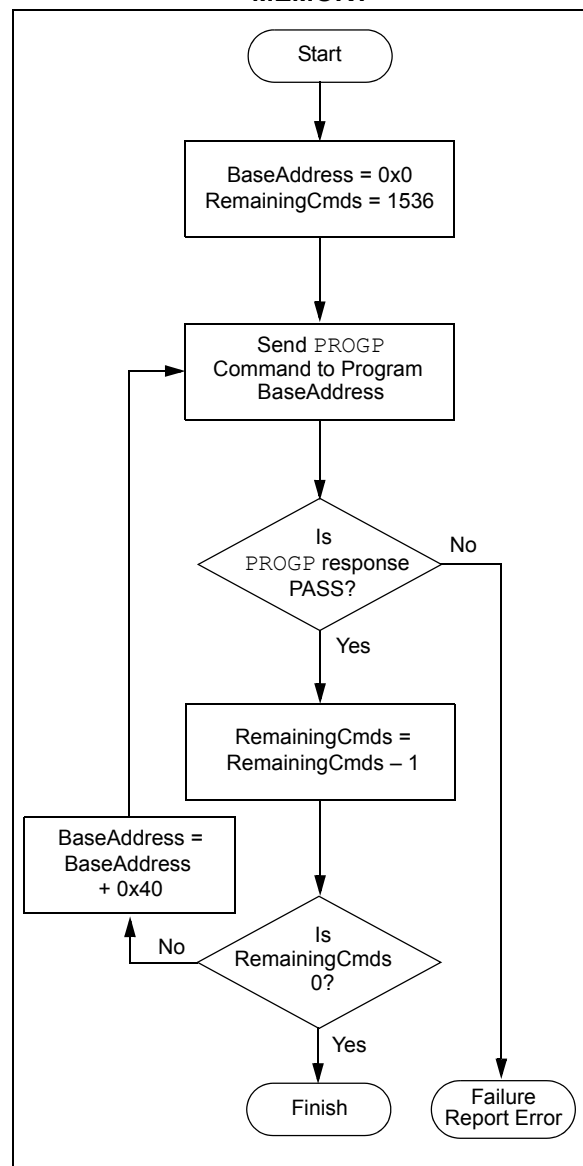 Start
BaseAddress = 0x0
RemainingCmds = 1536
Send PROGP
Command to Program
BaseAddress
Is
PROGP response
PASS?
No
Yes
RemainingCmds =
RemainingCmds – 1
BaseAddress =
BaseAddress
+ 0x40
No
Is
RemainingCmds
0?
Yes
Finish
Failure
Report Error